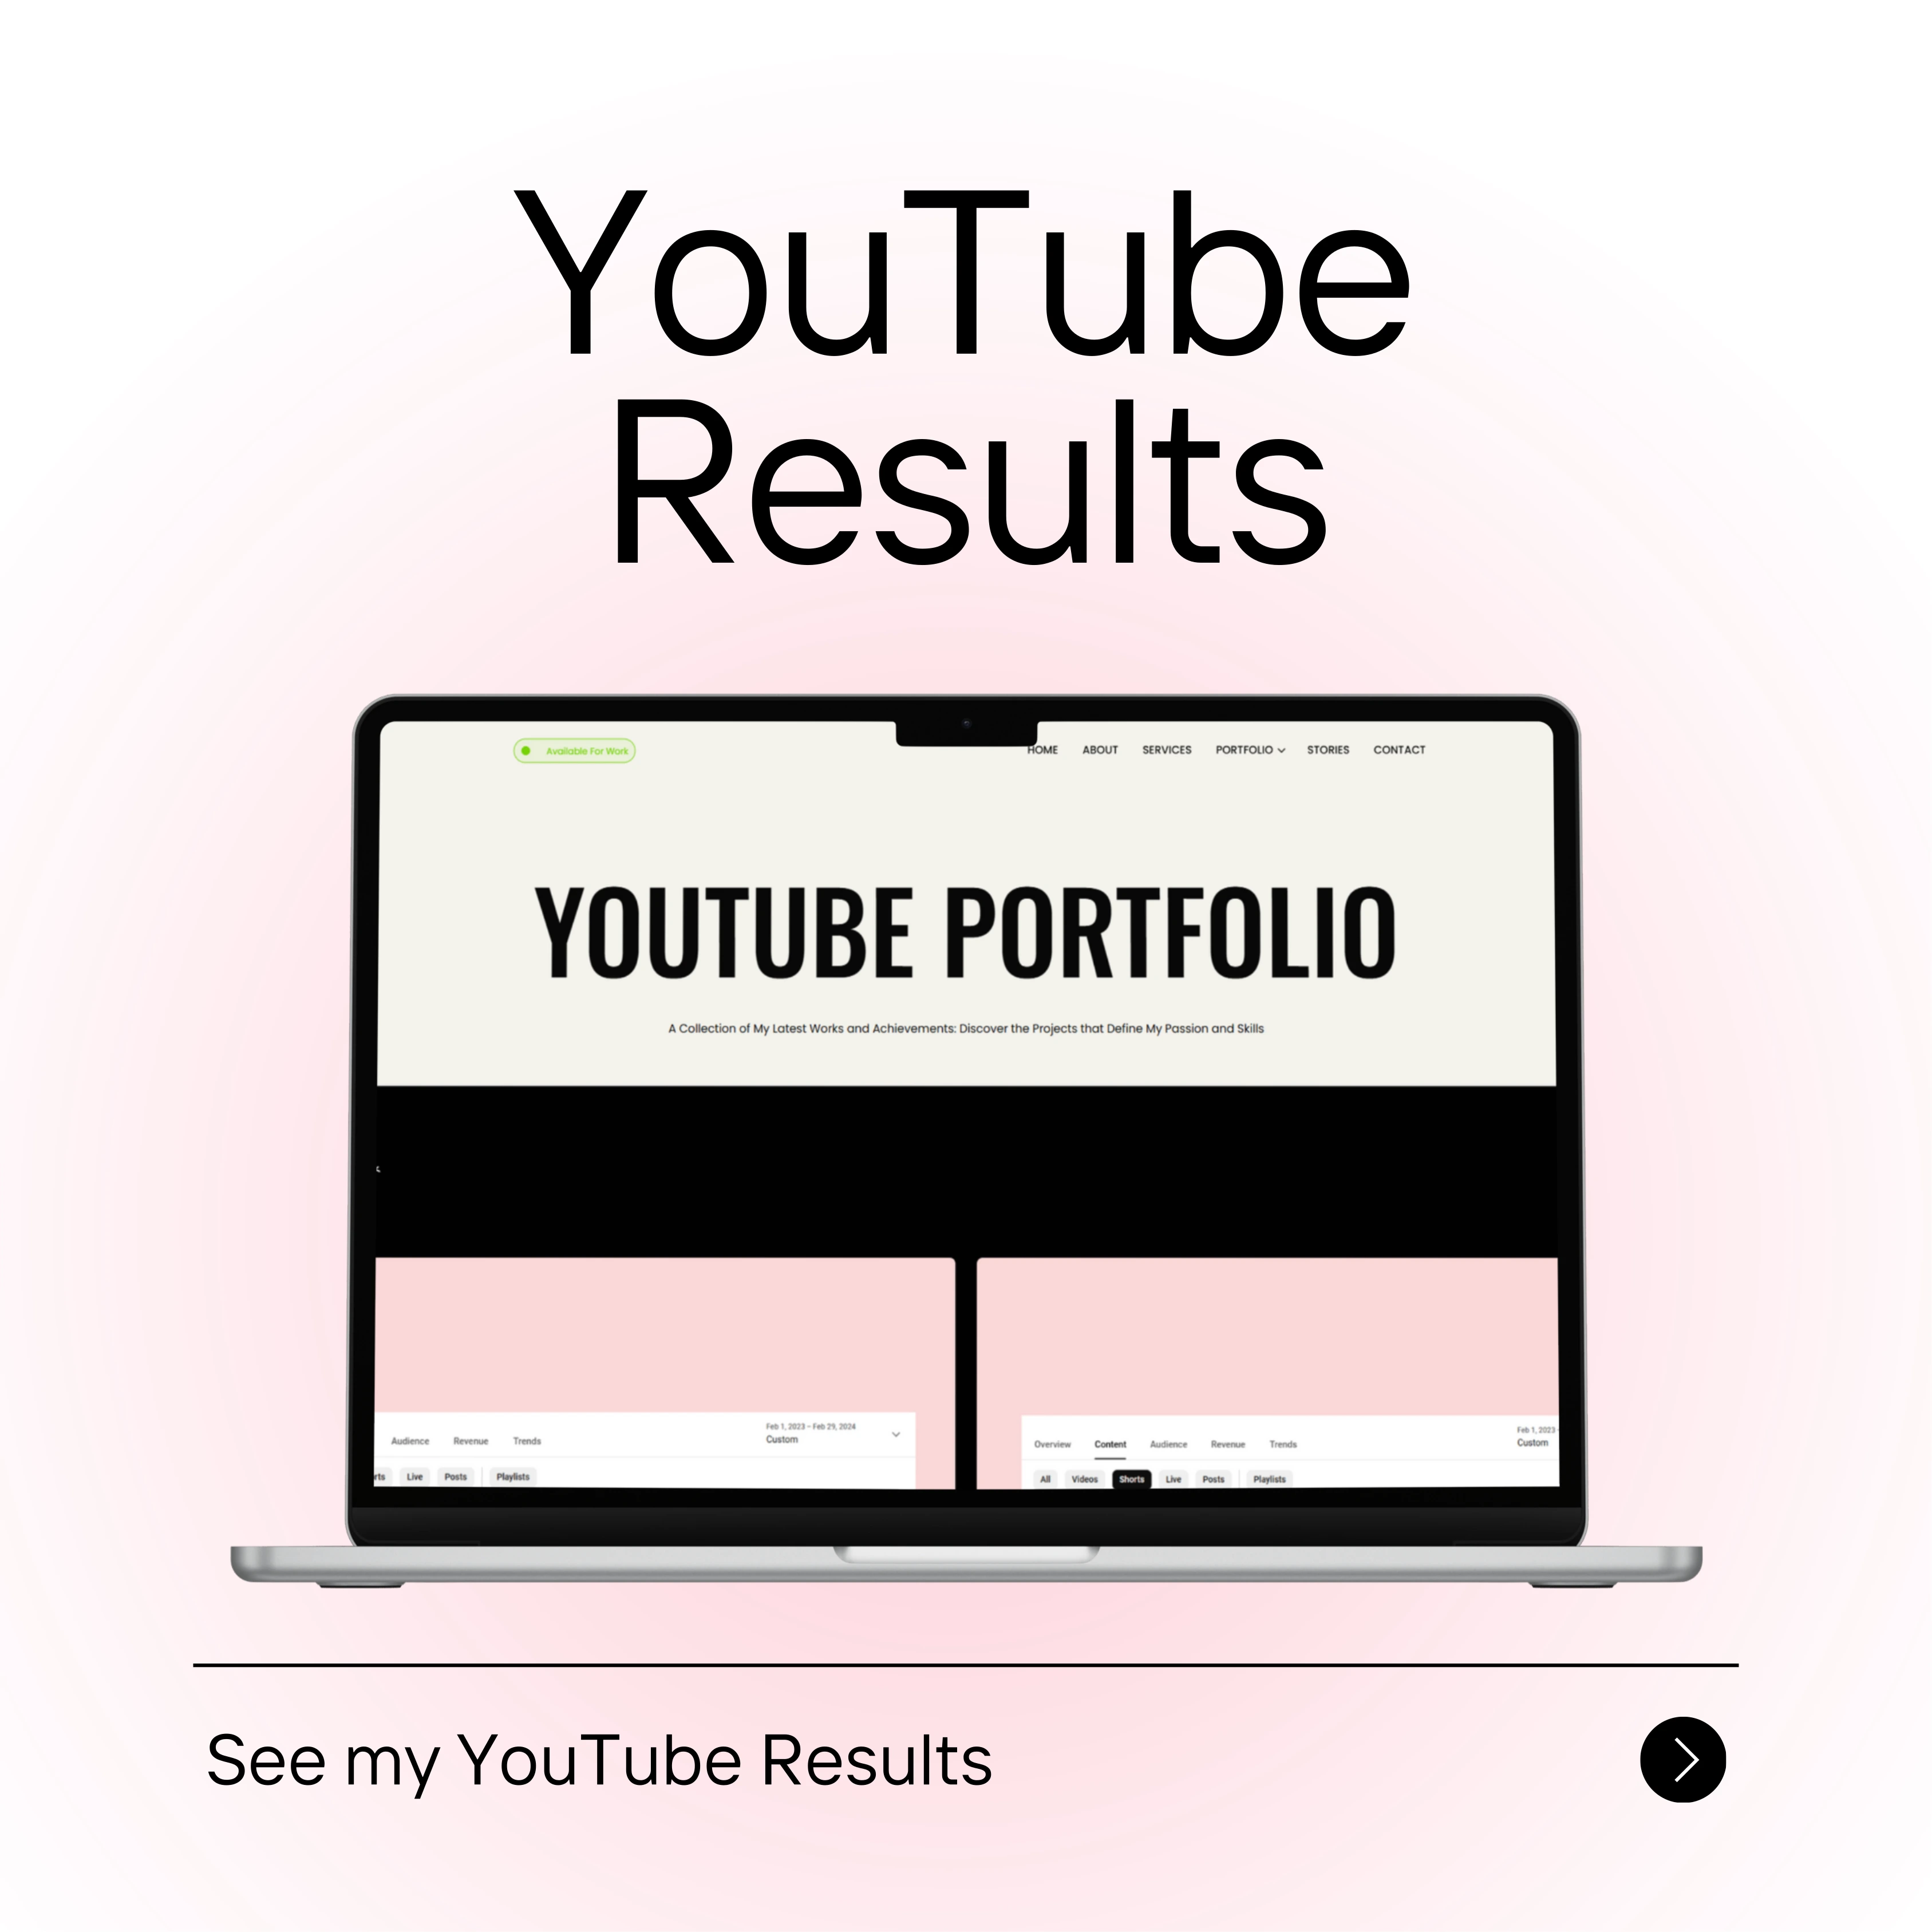 YouTube
Results
Available For Work
HOME ABOUT SERVICES PORTFOLIO STORIES CONTACT
YOUTUBE PORTFOLIO
A Collection of My Latest Works and Achievements: Discover the Projects that Define My Passion and Skills
Feb 1, 2023 – Feb 29, 2024
Audience Revenue Trends Custom
Live Posts Playlists
Feb 1, 2023
Overview Content Audience Revenue Trends Custom
All Videos Shorts Live Posts Playlists
See my YouTube Results